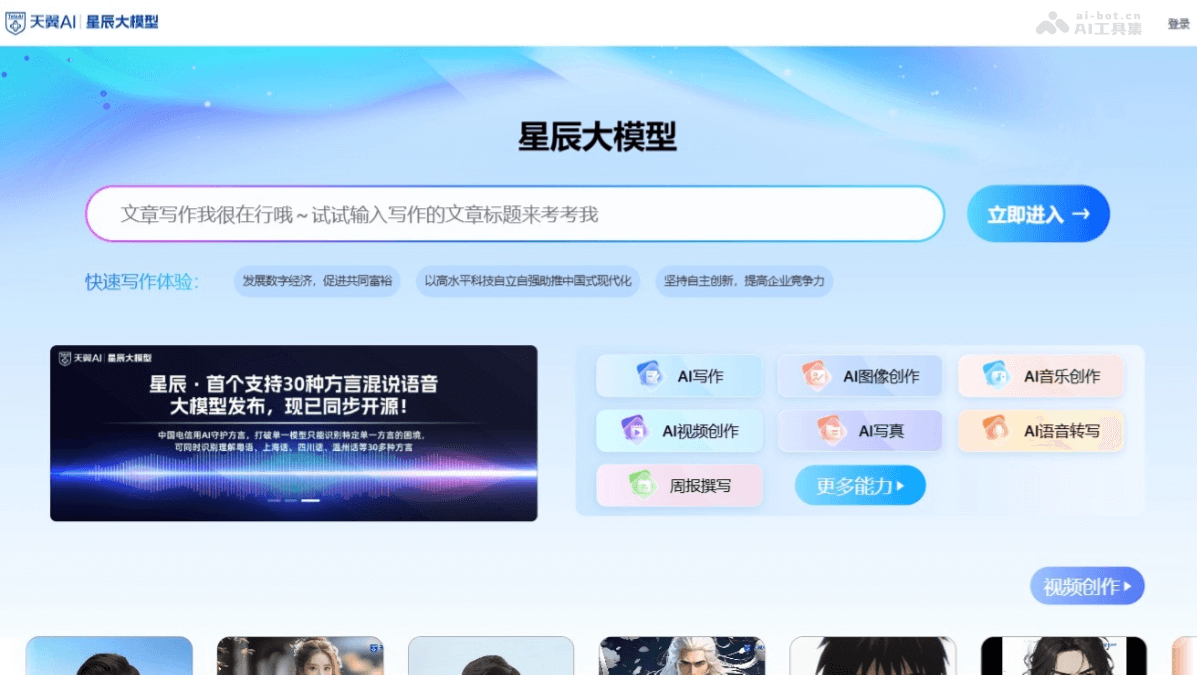 天翼AI 星辰大模型
ai-bot.cn
AI工具集
登录
星辰大模型
文章写作我很在行哦～试试输入写作的文章标题来考考我
立即进入 →
快速写作体验：
发展数字经济，促进共同富裕
以高水平科技自立自强助推中国式现代化
坚持自主创新，提高企业竞争力
天翼AI 星辰大模型
星辰·首个支持30种方言混说语音
大模型发布，现已同步开源！
中国电信用AI守护方言，打破单一模型只能识别特定单一方言的困境，
可同时识别理解粤语、上海话、四川话、温州话等30多种方言
AI写作
AI图像创作
AI音乐创作
AI视频创作
AI写真
AI语音转写
周报撰写
更多能力
视频创作